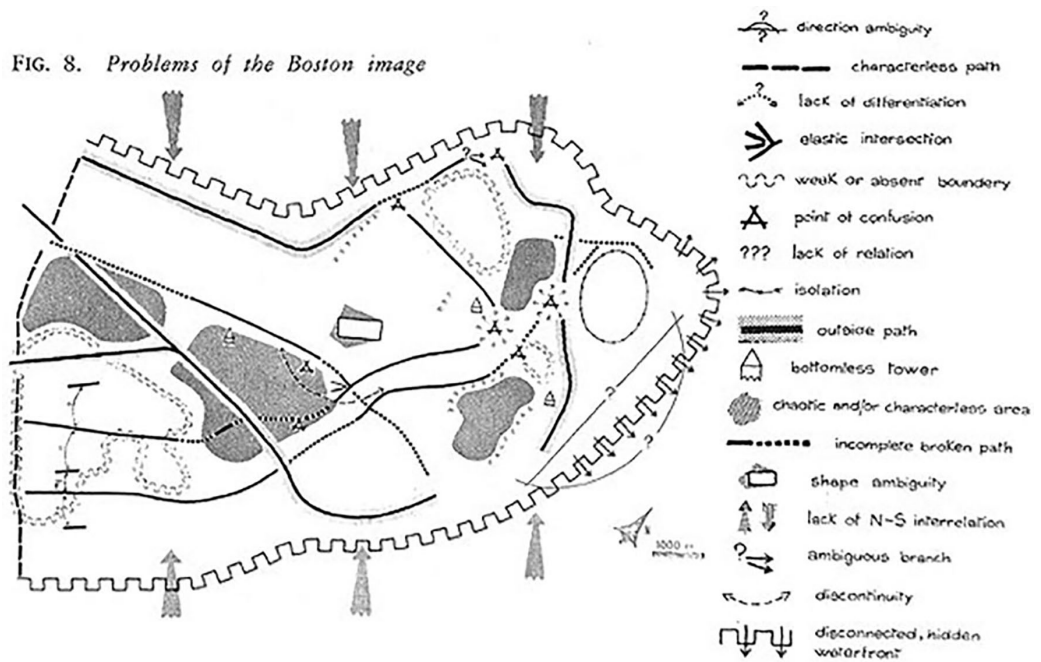 FIG. 8. Problems of the Boston image
? direction ambiguity
?
characterless path
? lack of differentiation
elastic intersection
weak or absent boundary
point of confusion
??? lack of relation
isolation
outside path
bottomless tower
chaotic and/or characterless area
incomplete broken path
shape ambiguity
lack of N-S interrelation
? ambiguous branch
discontinuity
disconnected, hidden
waterfront
?
?
?
1000